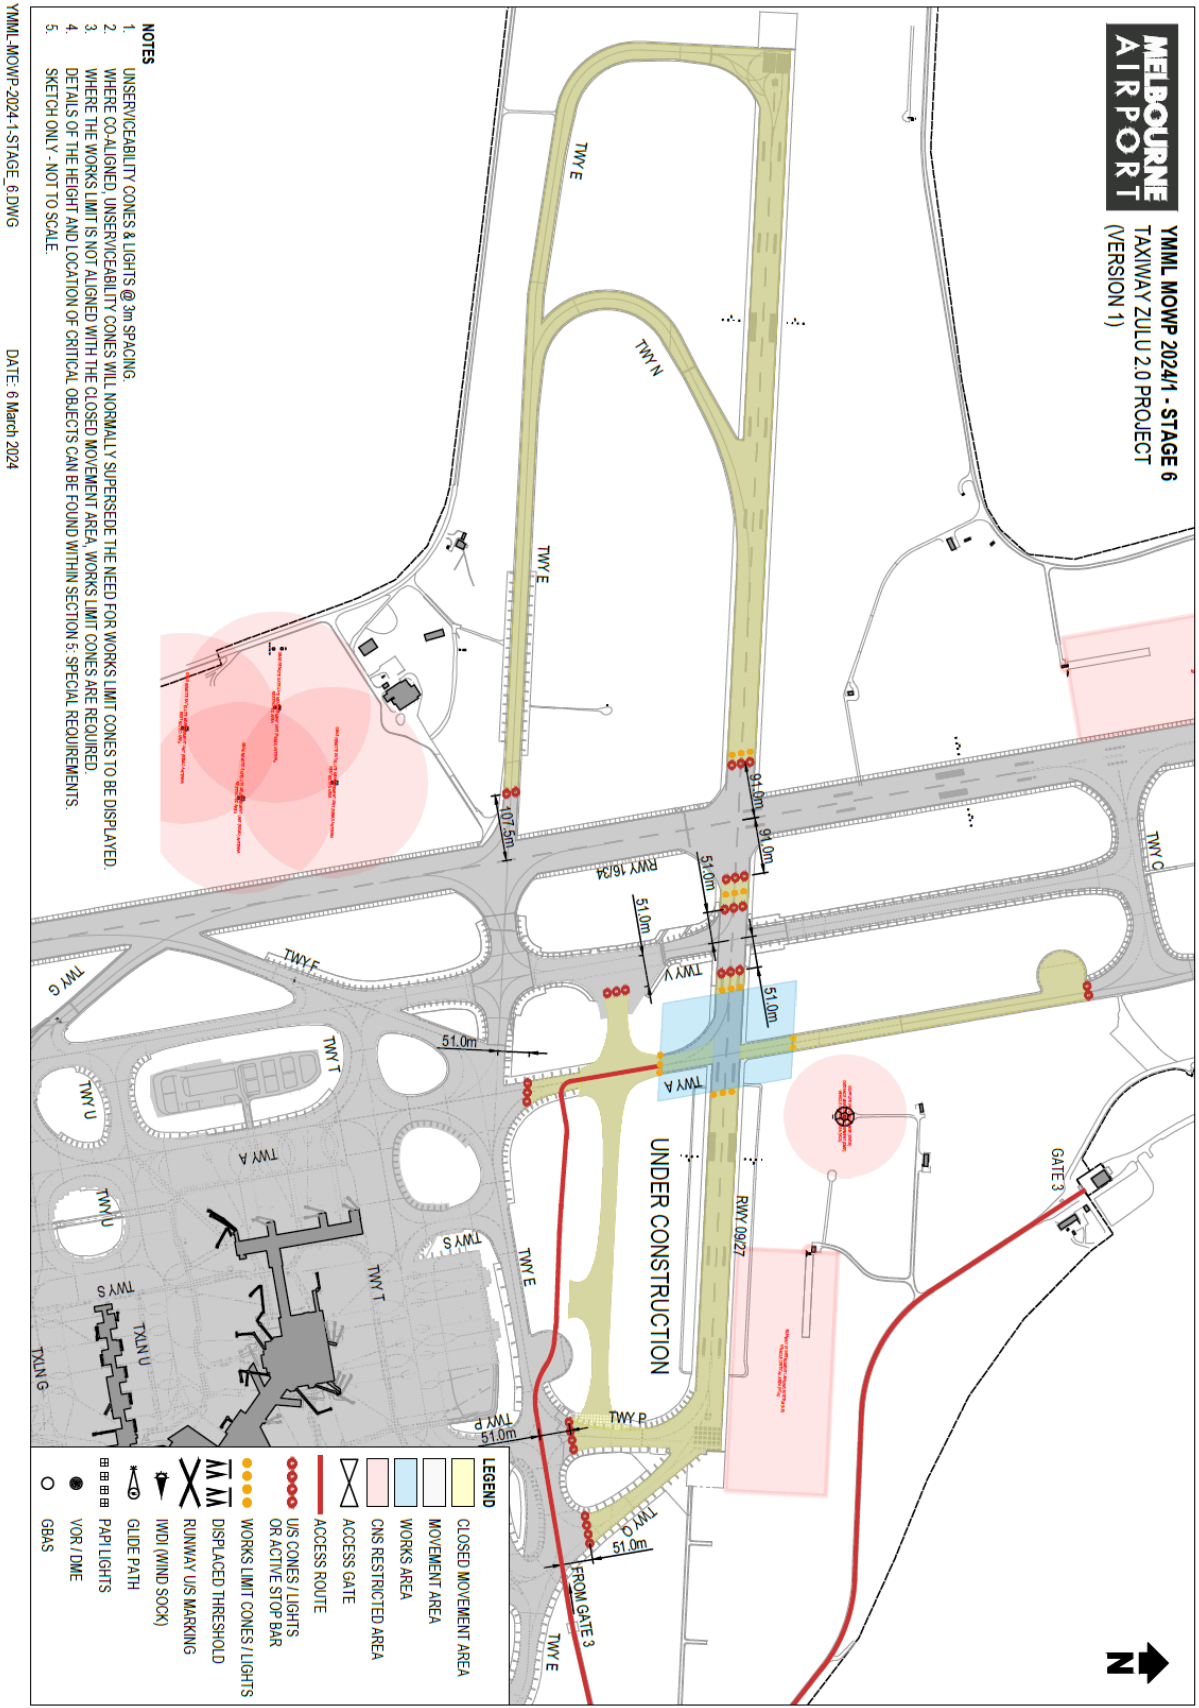 MELBOURNE
AIRPORT
YMML MOWP 2024/1 - STAGE 6
TAXIWAY ZULU 2.0 PROJECT
(VERSION 1)
TWY E
TWY N
TWY E
91.0m
91.0m
107.5m
RWY 16/34
51.0m
51.0m
51.0m
TWY C
TWY V
TWY F
TWY G
51.0m
TWY T
TWY U
TWY A
TWY A
UNDER CONSTRUCTION
RWY 09/27
GATE 3
TWY U
TWY S
TWY S
TWY T
TWY E
TXLN U
TXLN G
TWY P
TWY P
51.0m
TWY Q
51.0m
FROM GATE 3
TWY E
N
LEGEND
CLOSED MOVEMENT AREA
MOVEMENT AREA
WORKS AREA
CNS RESTRICTED AREA
ACCESS GATE
ACCESS ROUTE
U/S CONES / LIGHTS
OR ACTIVE STOP BAR
WORKS LIMIT CONES / LIGHTS
DISPLACED THRESHOLD
RUNWAY U/S MARKING
IWDI (WIND SOCK)
GLIDE PATH
PAPI LIGHTS
VOR / DME
GBAS
NOTES
1. UNSERVICEABILITY CONES & LIGHTS @ 3m SPACING.
2. WHERE CO-ALIGNED, UNSERVICEABILITY CONES WILL NORMALLY SUPERSEDE THE NEED FOR WORKS LIMIT CONES TO BE DISPLAYED.
3. WHERE THE WORKS LIMIT IS NOT ALIGNED WITH THE CLOSED MOVEMENT AREA, WORKS LIMIT CONES ARE REQUIRED.
4. DETAILS OF THE HEIGHT AND LOCATION OF CRITICAL OBJECTS CAN BE FOUND WITHIN SECTION 5: SPECIAL REQUIREMENTS.
5. SKETCH ONLY - NOT TO SCALE.
YMML-MOWP-2024-1-STAGE_6.DWG
DATE: 6 March 2024